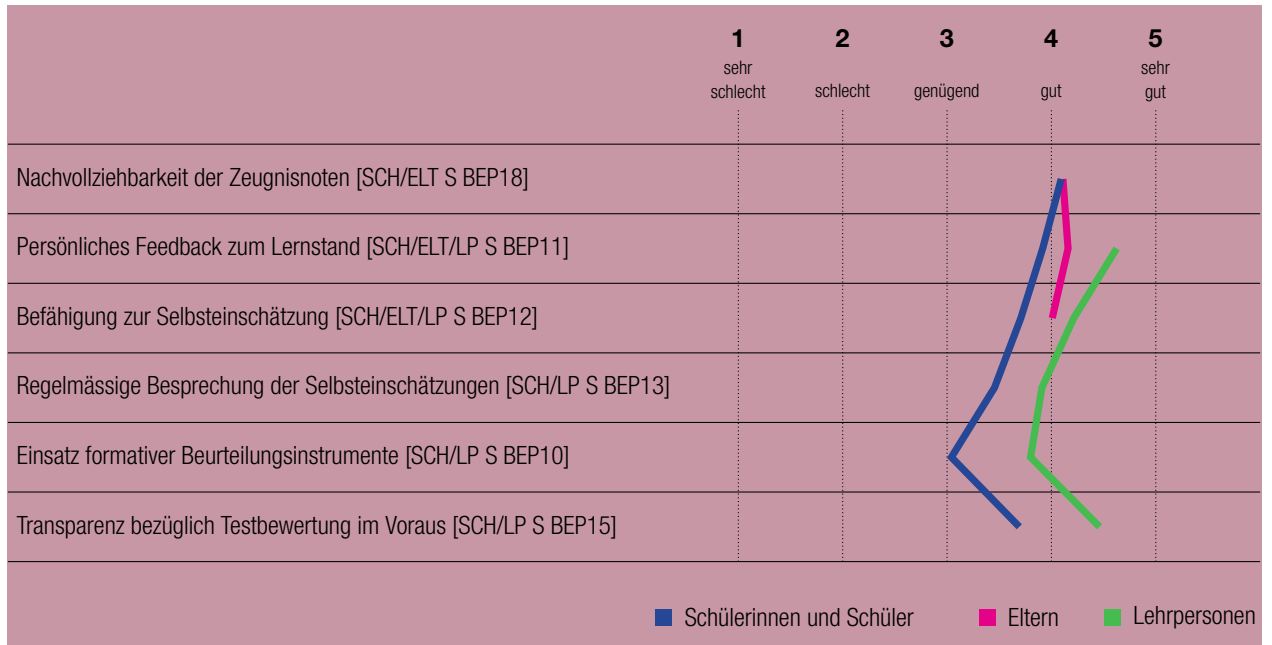 1 2 3 4 5
sehr schlecht schlecht genügend gut sehr gut
Nachvollziehbarkeit der Zeugnisnoten [SCH/ELT S BEP18]
Persönliches Feedback zum Lernstand [SCH/ELT/LP S BEP11]
Befähigung zur Selbsteinschätzung [SCH/ELT/LP S BEP12]
Regelmässige Besprechung der Selbsteinschätzungen [SCH/LP S BEP13]
Einsatz formativer Beurteilungsinstrumente [SCH/LP S BEP10]
Transparenz bezüglich Testbewertung im Voraus [SCH/LP S BEP15]
Schülerinnen und Schüler Eltern Lehrpersonen